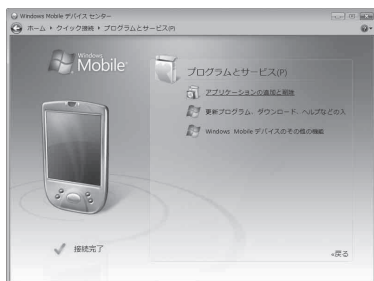 Windows Mobile デバイス センター
ホーム ▸ クイック接続 ▸ プログラムとサービス(P)
Windows
Mobile
プログラムとサービス(P)
アプリケーションの追加と削除
更新プログラム、ダウンロード、ヘルプなどの入
Windows Mobile デバイスのその他の機能
接続完了
«戻る